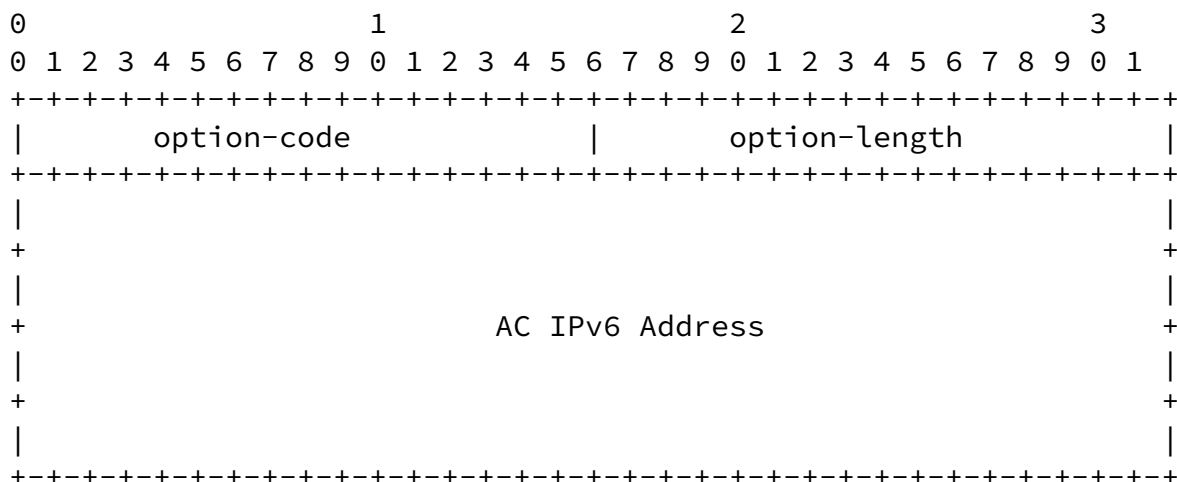 0                   1                   2                   3
0 1 2 3 4 5 6 7 8 9 0 1 2 3 4 5 6 7 8 9 0 1 2 3 4 5 6 7 8 9 0 1
+-+-+-+-+-+-+-+-+-+-+-+-+-+-+-+-+-+-+-+-+-+-+-+-+-+-+-+-+-+-+-+-+
|       option-code             |       option-length           |
+-+-+-+-+-+-+-+-+-+-+-+-+-+-+-+-+-+-+-+-+-+-+-+-+-+-+-+-+-+-+-+-+
|                                                               |
+                                                               +
|                                                               |
+                          AC IPv6 Address                      +
|                                                               |
+                                                               +
|                                                               |
+-+-+-+-+-+-+-+-+-+-+-+-+-+-+-+-+-+-+-+-+-+-+-+-+-+-+-+-+-+-+-+-+